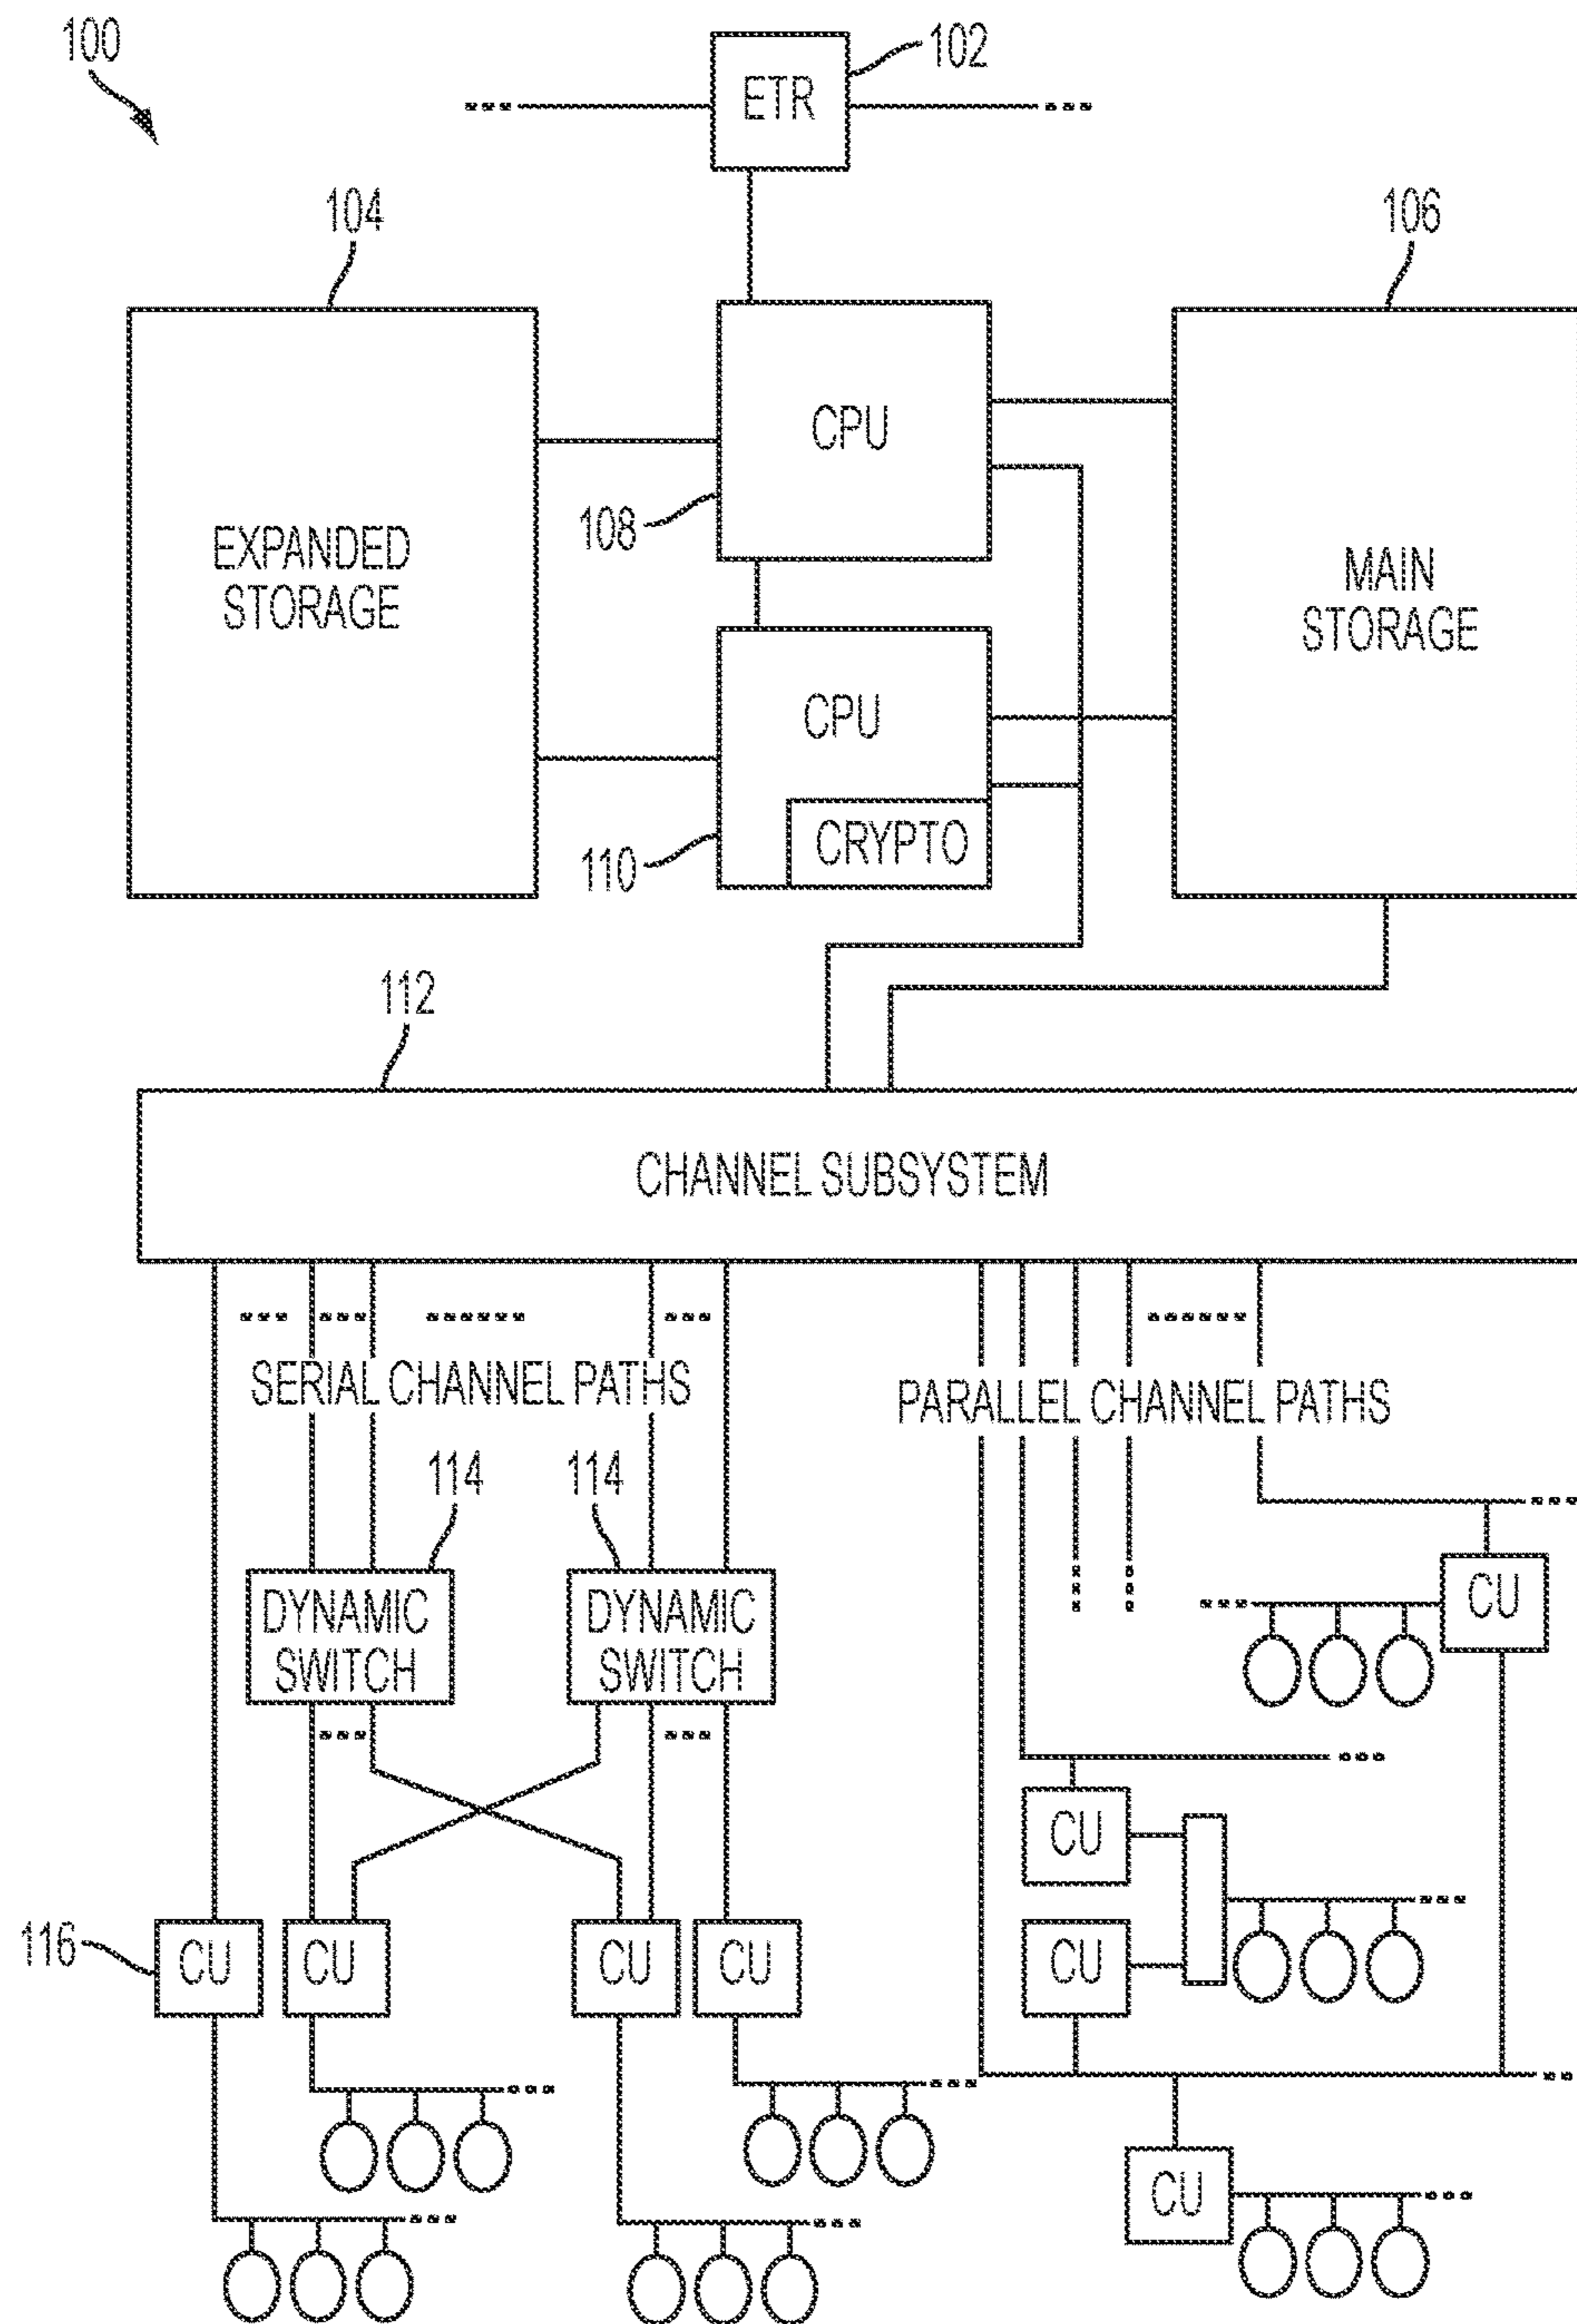 100
102
ETR
104
106
CPU
108
EXPANDED
STORAGE
MAIN
STORAGE
CPU
CRYPTO
110
112
CHANNEL SUBSYSTEM
SERIAL CHANNEL PATHS
PARALLEL CHANNEL PATHS
114
114
DYNAMIC
SWITCH
DYNAMIC
SWITCH
CU
CU
116
CU
CU
CU
CU
CU
CU